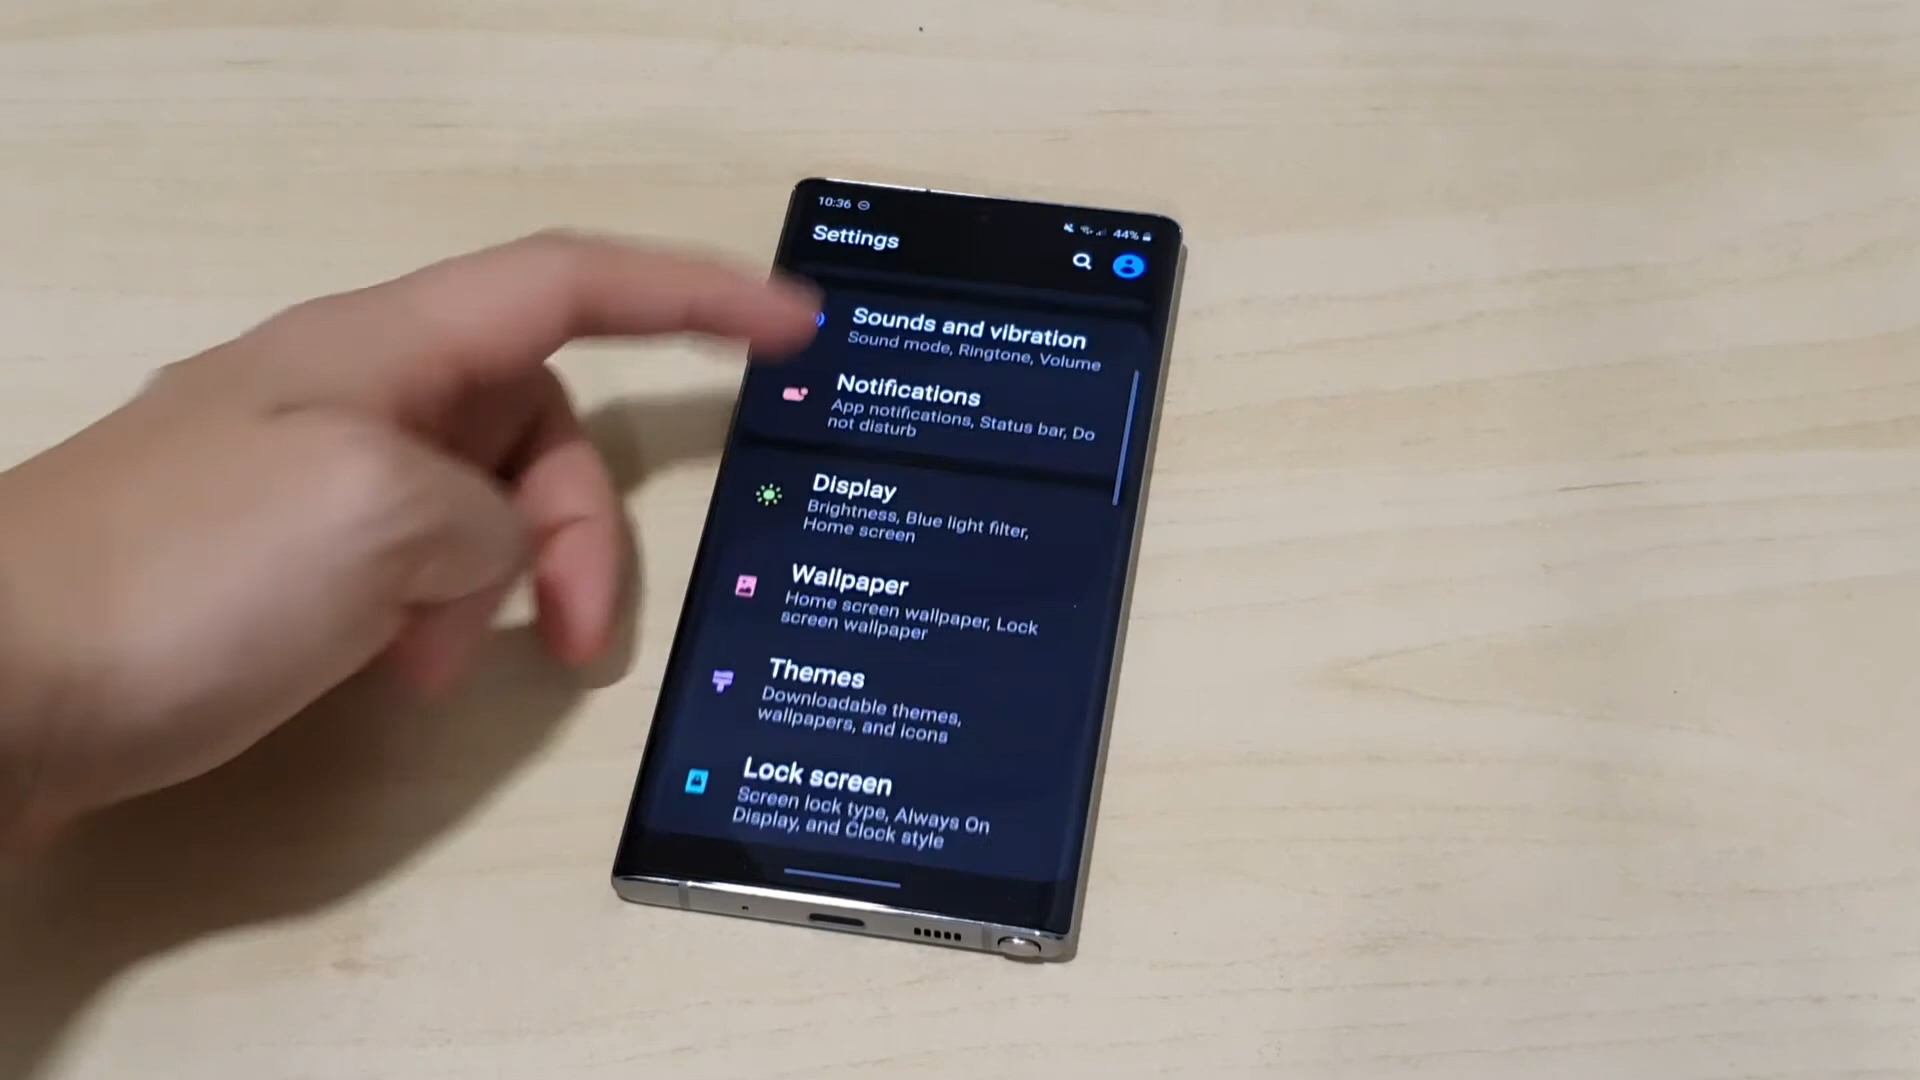 10:36
44%
Settings
Sounds and vibration
Sound mode, Ringtone, Volume
Notifications
App notifications, Status bar, Do
not disturb
Display
Brightness, Blue light filter,
Home screen
Wallpaper
Home screen wallpaper, Lock
screen wallpaper
Themes
Downloadable themes,
wallpapers, and icons
Lock screen
Screen lock type, Always On
Display, and Clock style